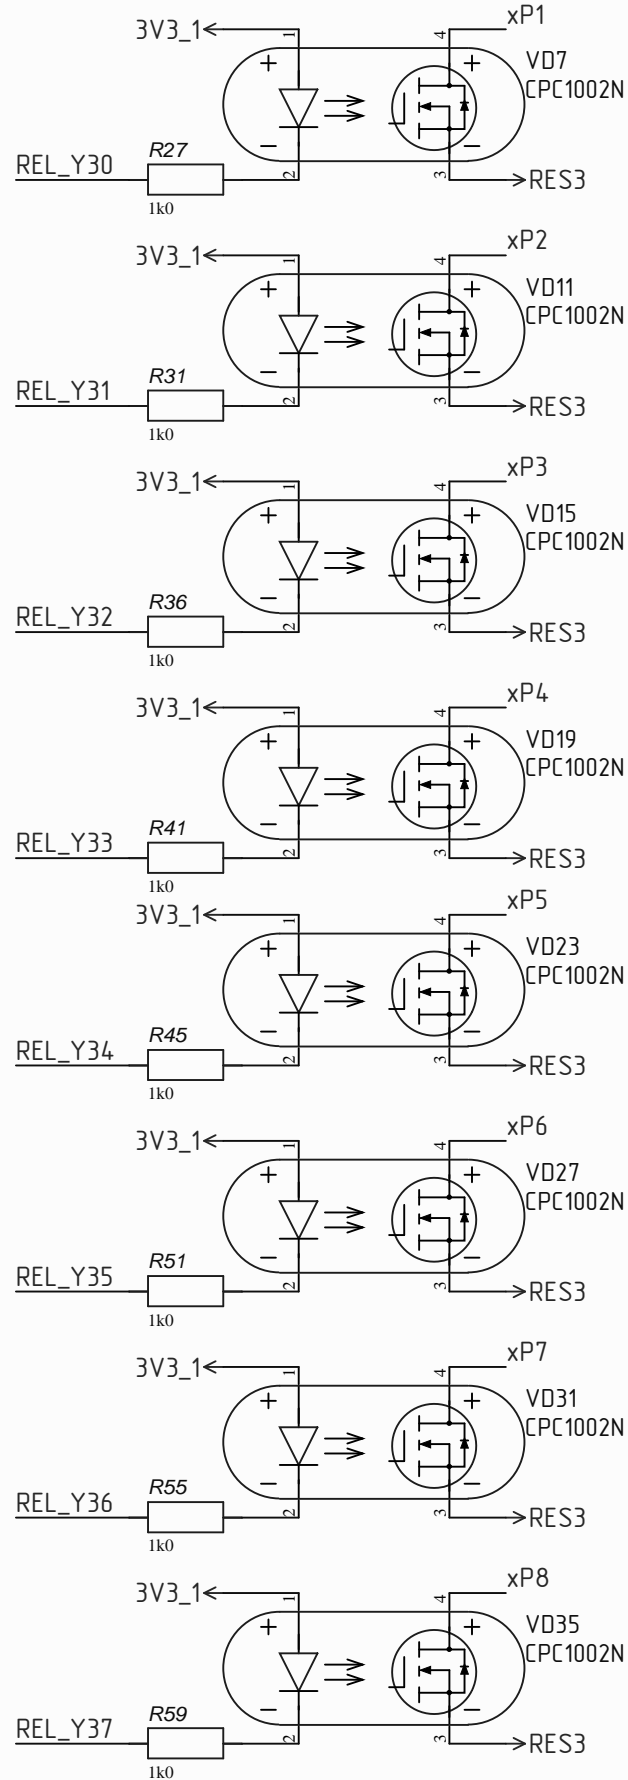 3V3_1
1
4
xP1
+
+
VD7
CPC1002N
REL_Y30
R27
1k0
−
−
2
3
RES3
3V3_1
1
4
xP2
+
+
VD11
CPC1002N
REL_Y31
R31
1k0
−
−
2
3
RES3
3V3_1
1
4
xP3
+
+
VD15
CPC1002N
REL_Y32
R36
1k0
−
−
2
3
RES3
3V3_1
1
4
xP4
+
+
VD19
CPC1002N
REL_Y33
R41
1k0
−
−
2
3
RES3
3V3_1
1
4
xP5
+
+
VD23
CPC1002N
REL_Y34
R45
1k0
−
−
2
3
RES3
3V3_1
1
4
xP6
+
+
VD27
CPC1002N
REL_Y35
R51
1k0
−
−
2
3
RES3
3V3_1
1
4
xP7
+
+
VD31
CPC1002N
REL_Y36
R55
1k0
−
−
2
3
RES3
3V3_1
1
4
xP8
+
+
VD35
CPC1002N
REL_Y37
R59
1k0
−
−
2
3
RES3